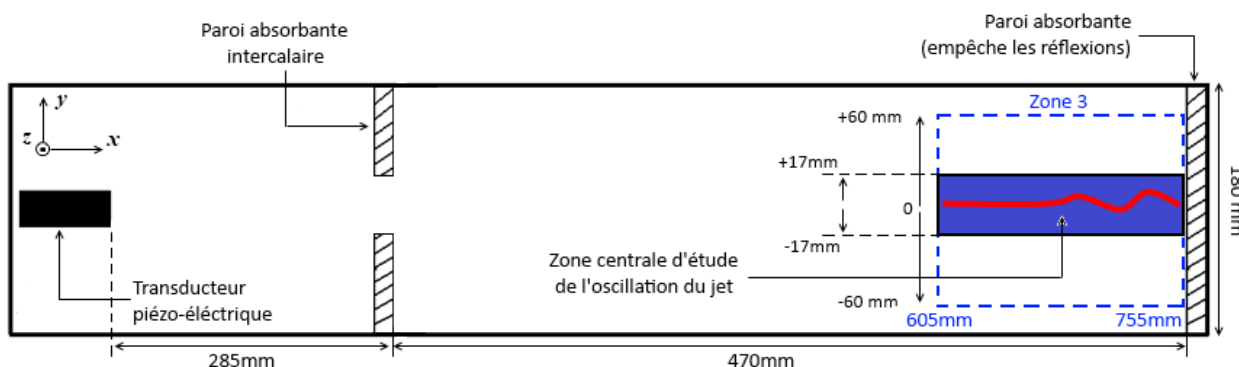 Paroi absorbante
intercalaire
Paroi absorbante
(empêche les réflexions)
y
z
x
Zone 3
+60 mm
+17mm
0
-17mm
-60 mm
180 mm
Zone centrale d'étude
de l'oscillation du jet
Transducteur
piézo-éléctrique
605mm
755mm
285mm
470mm